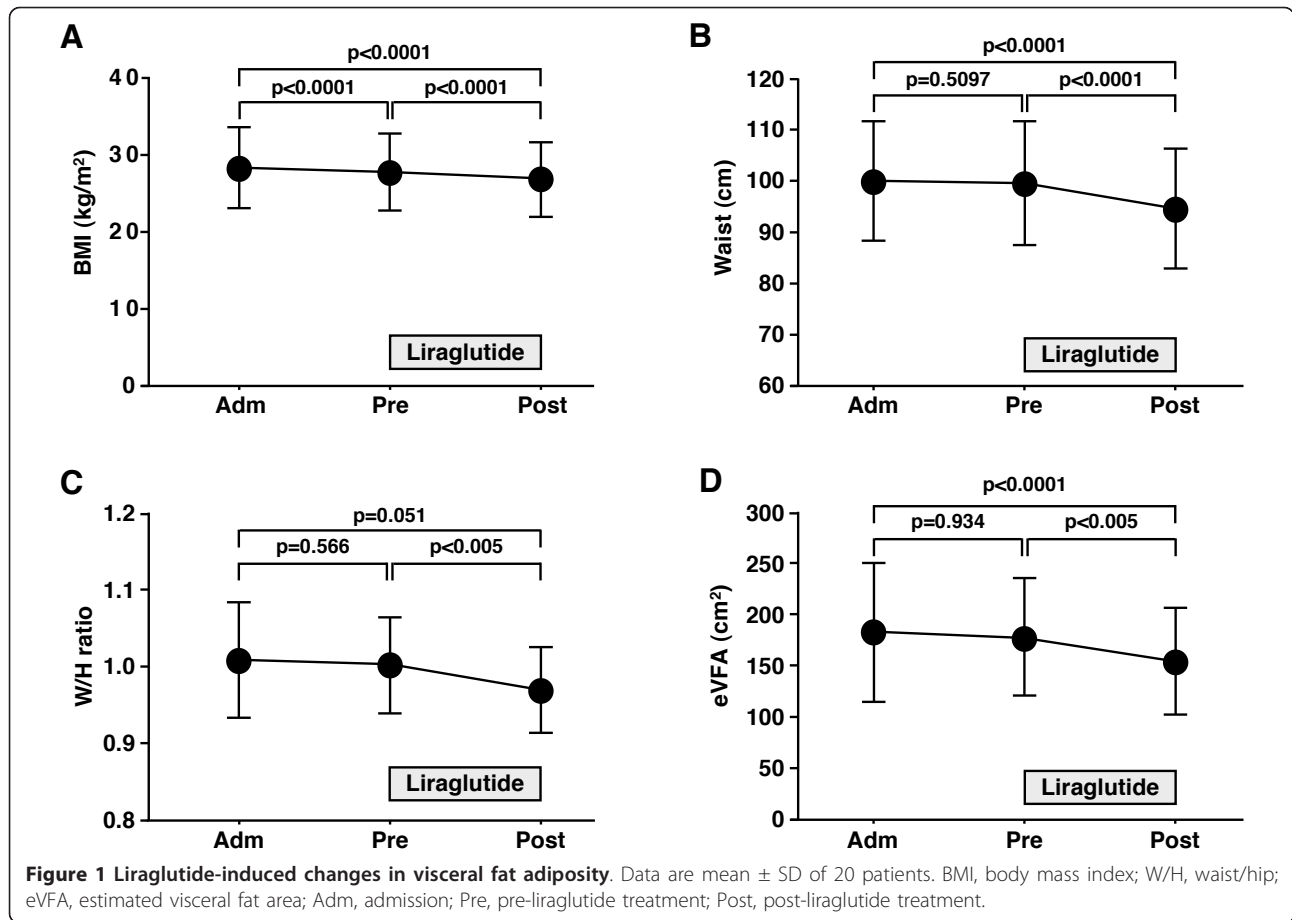 A
p<0.0001
p<0.0001
p<0.0001
40
30
20
10
0
BMI (kg/m²)
Liraglutide
Adm
Pre
Post
B
p<0.0001
p=0.5097
p<0.0001
120
110
100
90
80
70
60
Waist (cm)
Liraglutide
Adm
Pre
Post
C
p=0.051
p=0.566
p<0.005
1.2
1.1
1.0
0.9
0.8
W/H ratio
Liraglutide
Adm
Pre
Post
D
p<0.0001
p=0.934
p<0.005
300
250
200
150
100
50
0
eVFA (cm²)
Liraglutide
Adm
Pre
Post
Figure 1 Liraglutide-induced changes in visceral fat adiposity. Data are mean ± SD of 20 patients. BMI, body mass index; W/H, waist/hip;
eVFA, estimated visceral fat area; Adm, admission; Pre, pre-liraglutide treatment; Post, post-liraglutide treatment.